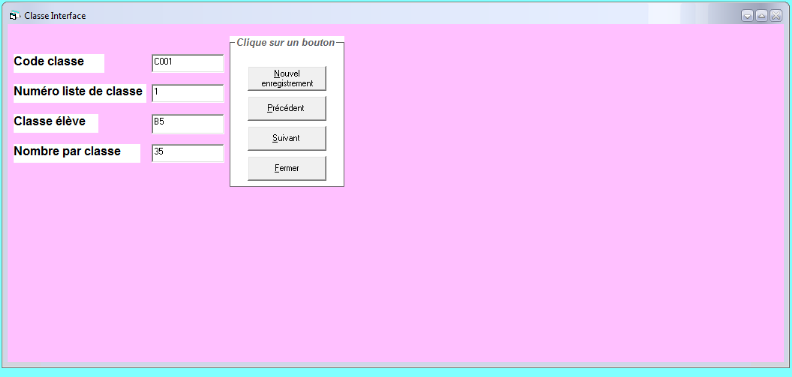 Classe Interface
Clique sur un bouton
Code classe C001
Nouvel
enregistrement
Numéro liste de classe 1
Précédent
Classe élève B5
Suivant
Nombre par classe 35
Fermer